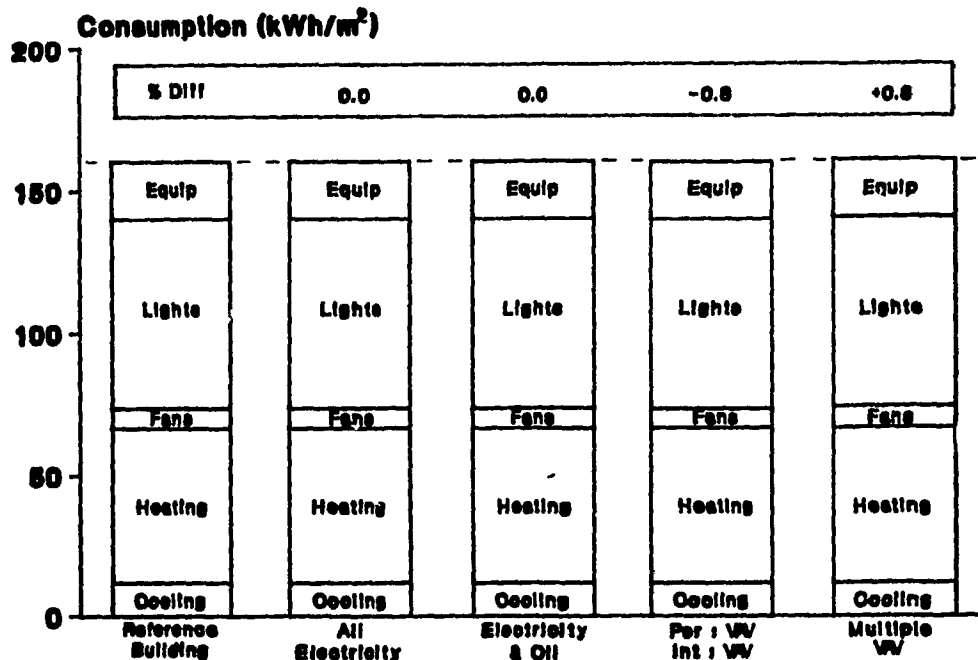 Consumption (kWh/m²)
200
% Diff 0.0 0.0 -0.6 +0.6
150
Equip Equip Equip Equip Equip
Lights Lights Lights Lights Lights
100
Fans Fans Fans Fans Fans
50
Heating Heating Heating Heating Heating
Cooling Cooling Cooling Cooling Cooling
0
Reference Building
All Electricity
Electricity & Oil
Per : VAV Int : VAV
Multiple VAV